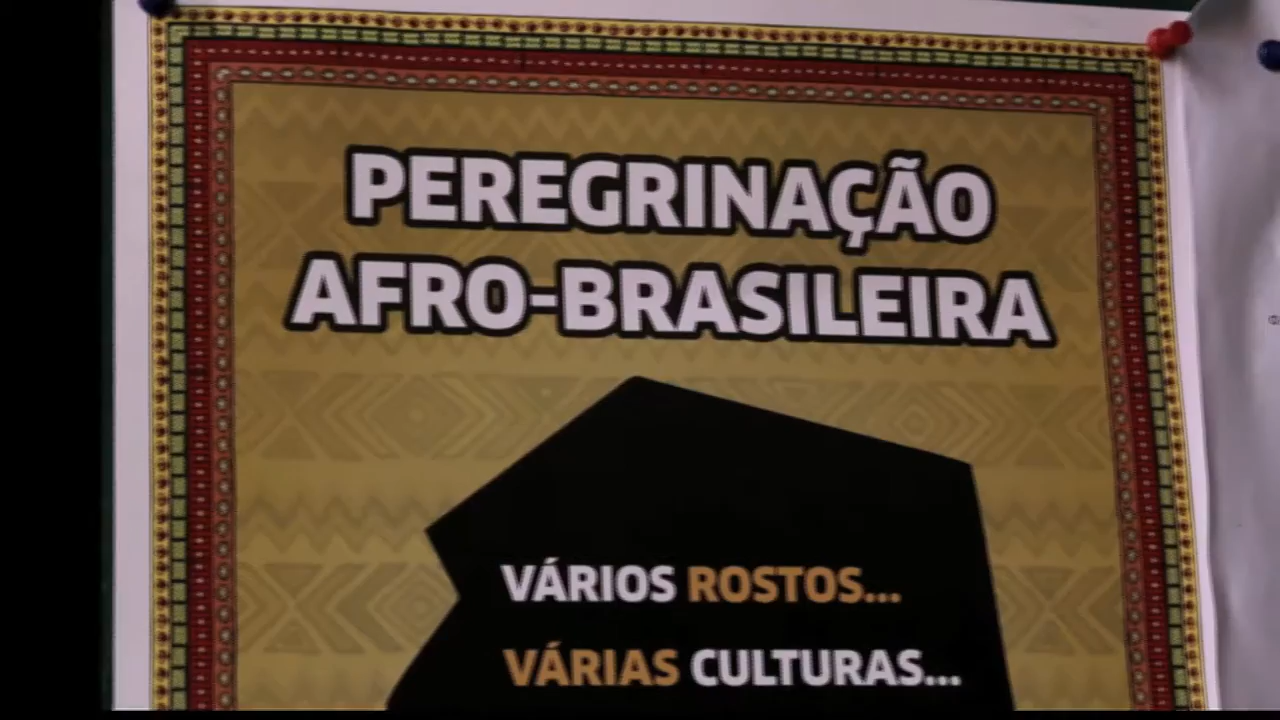 PEREGRINAÇÃO
AFRO-BRASILEIRA
VÁRIOS ROSTOS...
VÁRIAS CULTURAS...